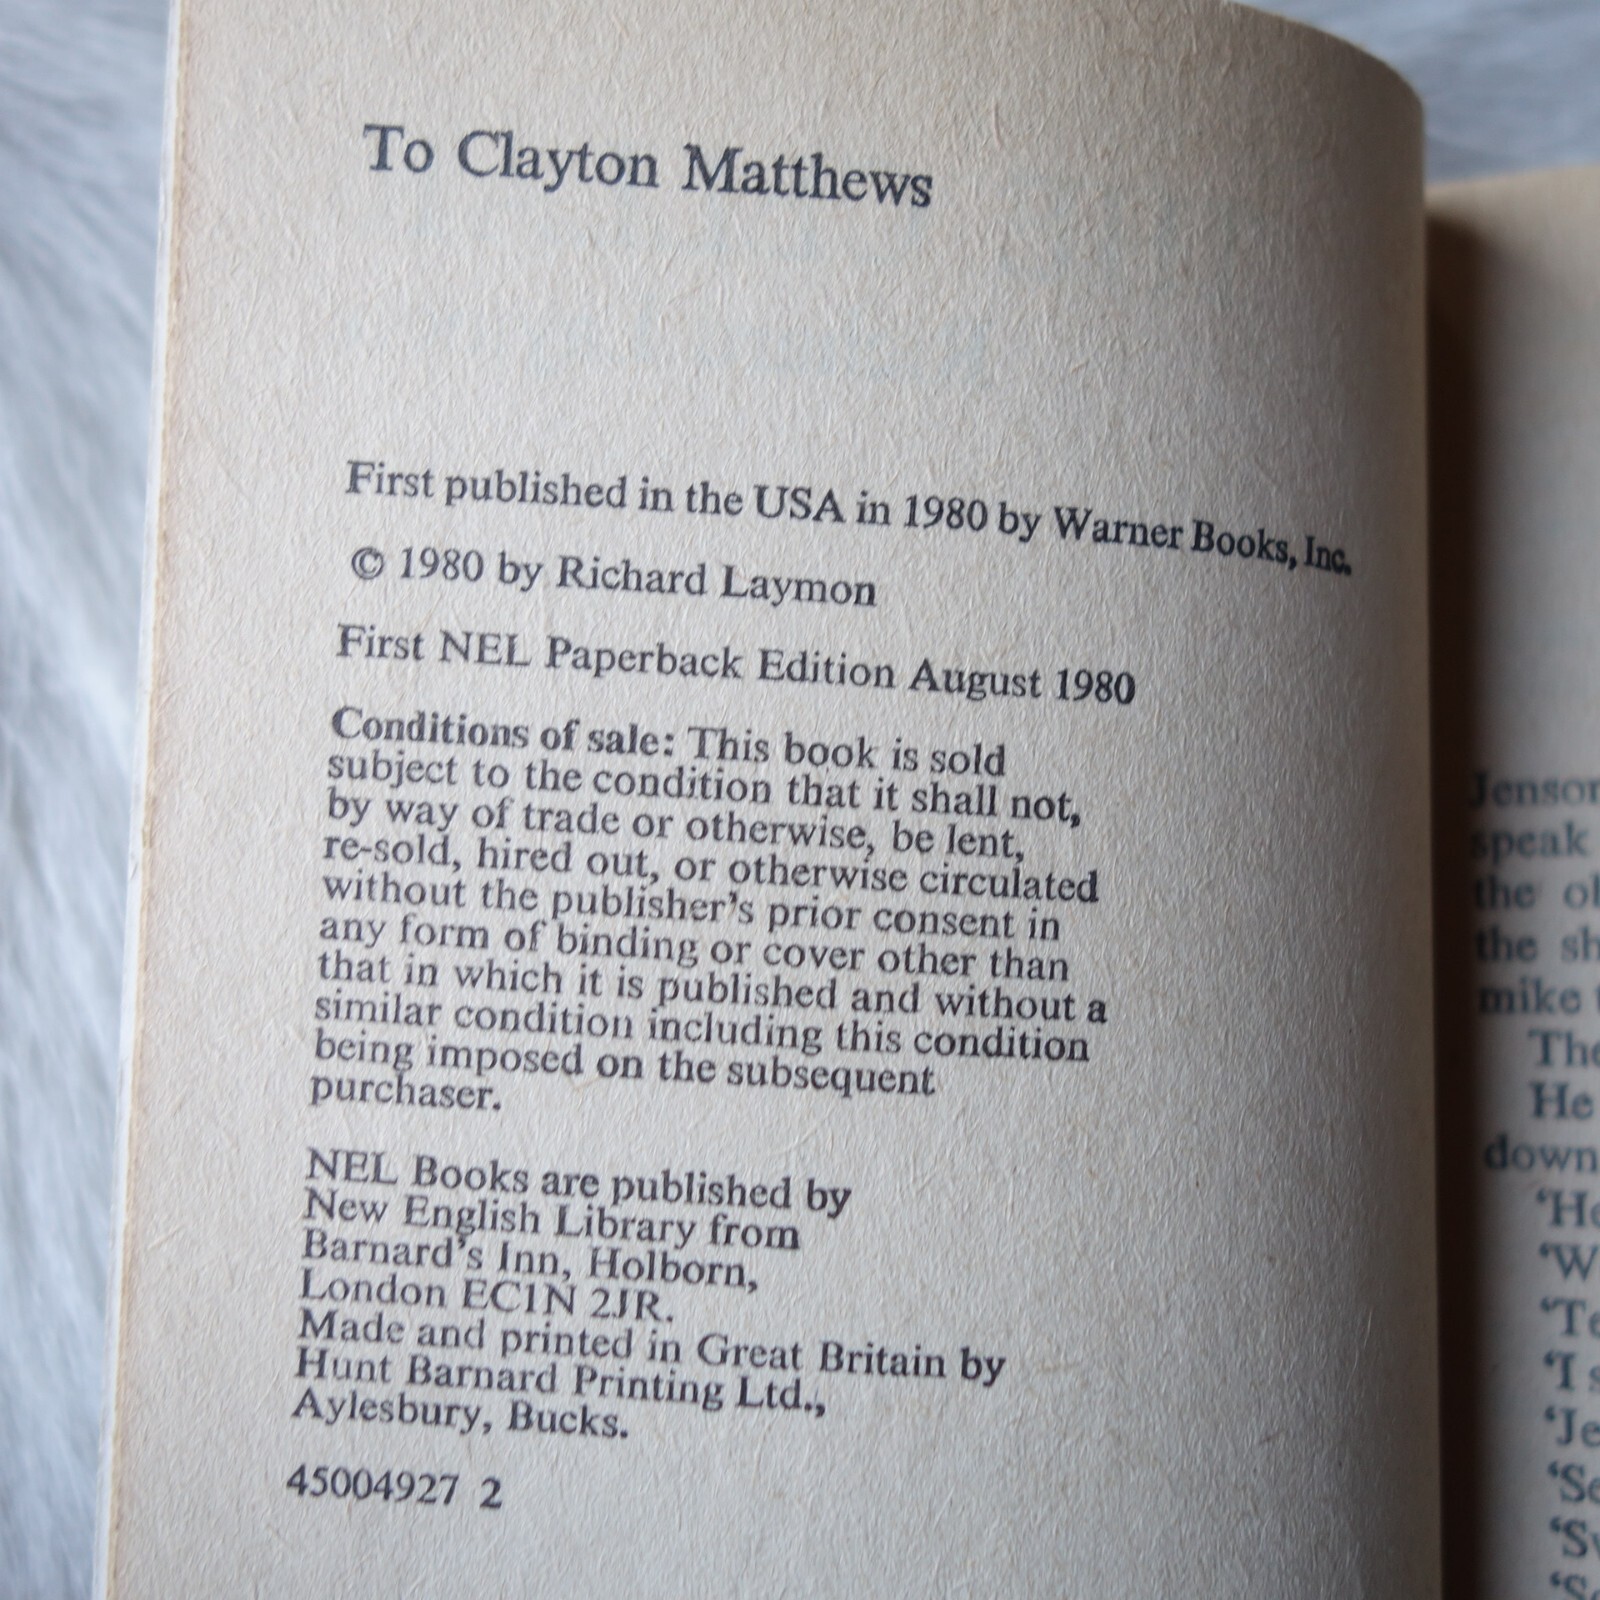 To Clayton Matthews
First published in the USA in 1980 by Warner Books, Inc.
© 1980 by Richard Laymon
First NEL Paperback Edition August 1980
Conditions of sale: This book is sold
subject to the condition that it shall not,
by way of trade or otherwise, be lent,
re-sold, hired out, or otherwise circulated
without the publisher's prior consent in
any form of binding or cover other than
that in which it is published and without a
similar condition including this condition
being imposed on the subsequent
purchaser.
NEL Books are published by
New English Library from
Barnard's Inn, Holborn,
London EC1N 2JR.
Made and printed in Great Britain by
Hunt Barnard Printing Ltd.,
Aylesbury, Bucks.
45004927 2
speak
the
the
mike
He
down
'I